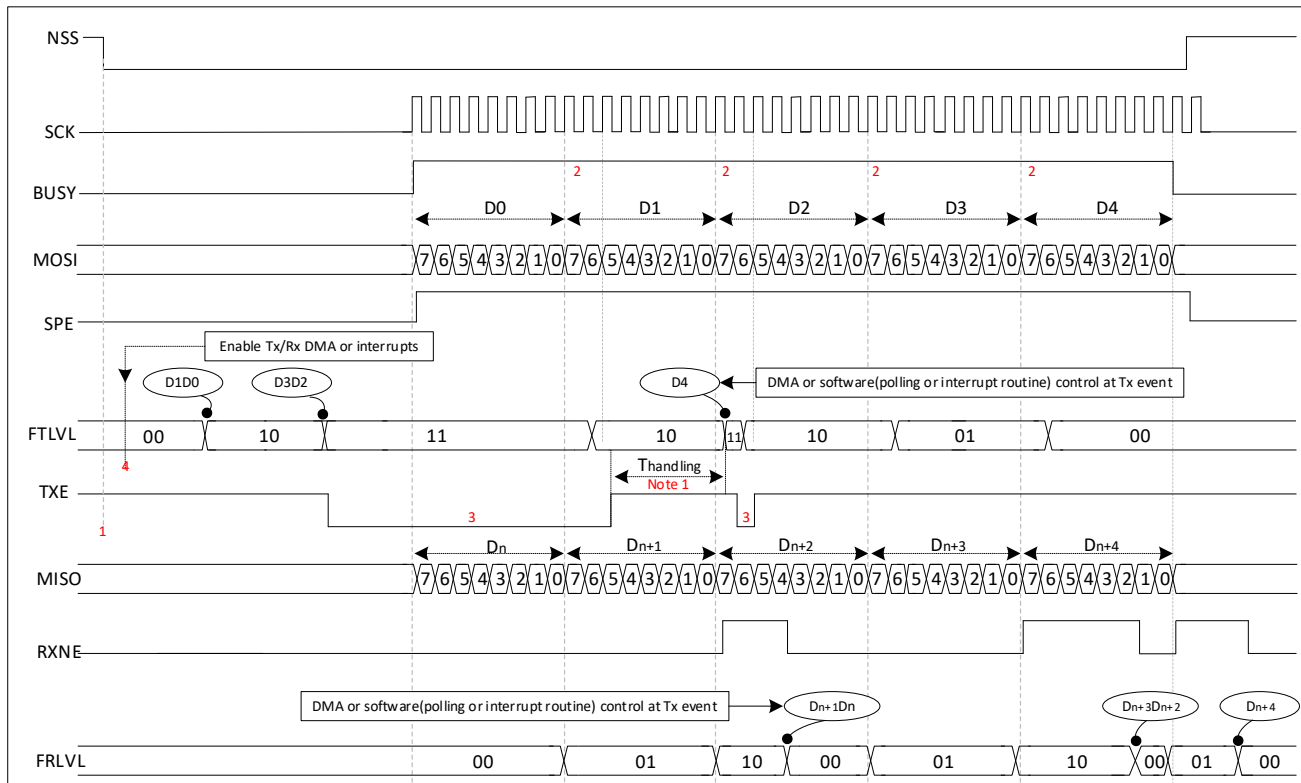 NSS
SCK
BUSY
2 2 2 2
D0 D1 D2 D3 D4
MOSI
7 6 5 4 3 2 1 0 7 6 5 4 3 2 1 0 7 6 5 4 3 2 1 0 7 6 5 4 3 2 1 0 7 6 5 4 3 2 1 0
SPE
Enable Tx/Rx DMA or interrupts
D1D0 D3D2 D4 DMA or software(polling or interrupt routine) control at Tx event
FTLVL 00 10 11 10 11 10 01 00
4
Thandling
Note 1
TXE
3 3
1
Dn Dn+1 Dn+2 Dn+3 Dn+4
MISO
7 6 5 4 3 2 1 0 7 6 5 4 3 2 1 0 7 6 5 4 3 2 1 0 7 6 5 4 3 2 1 0 7 6 5 4 3 2 1 0
RXNE
DMA or software(polling or interrupt routine) control at Tx event Dn+1Dn Dn+3Dn+2 Dn+4
FRLVL 00 01 10 00 01 10 00 01 00